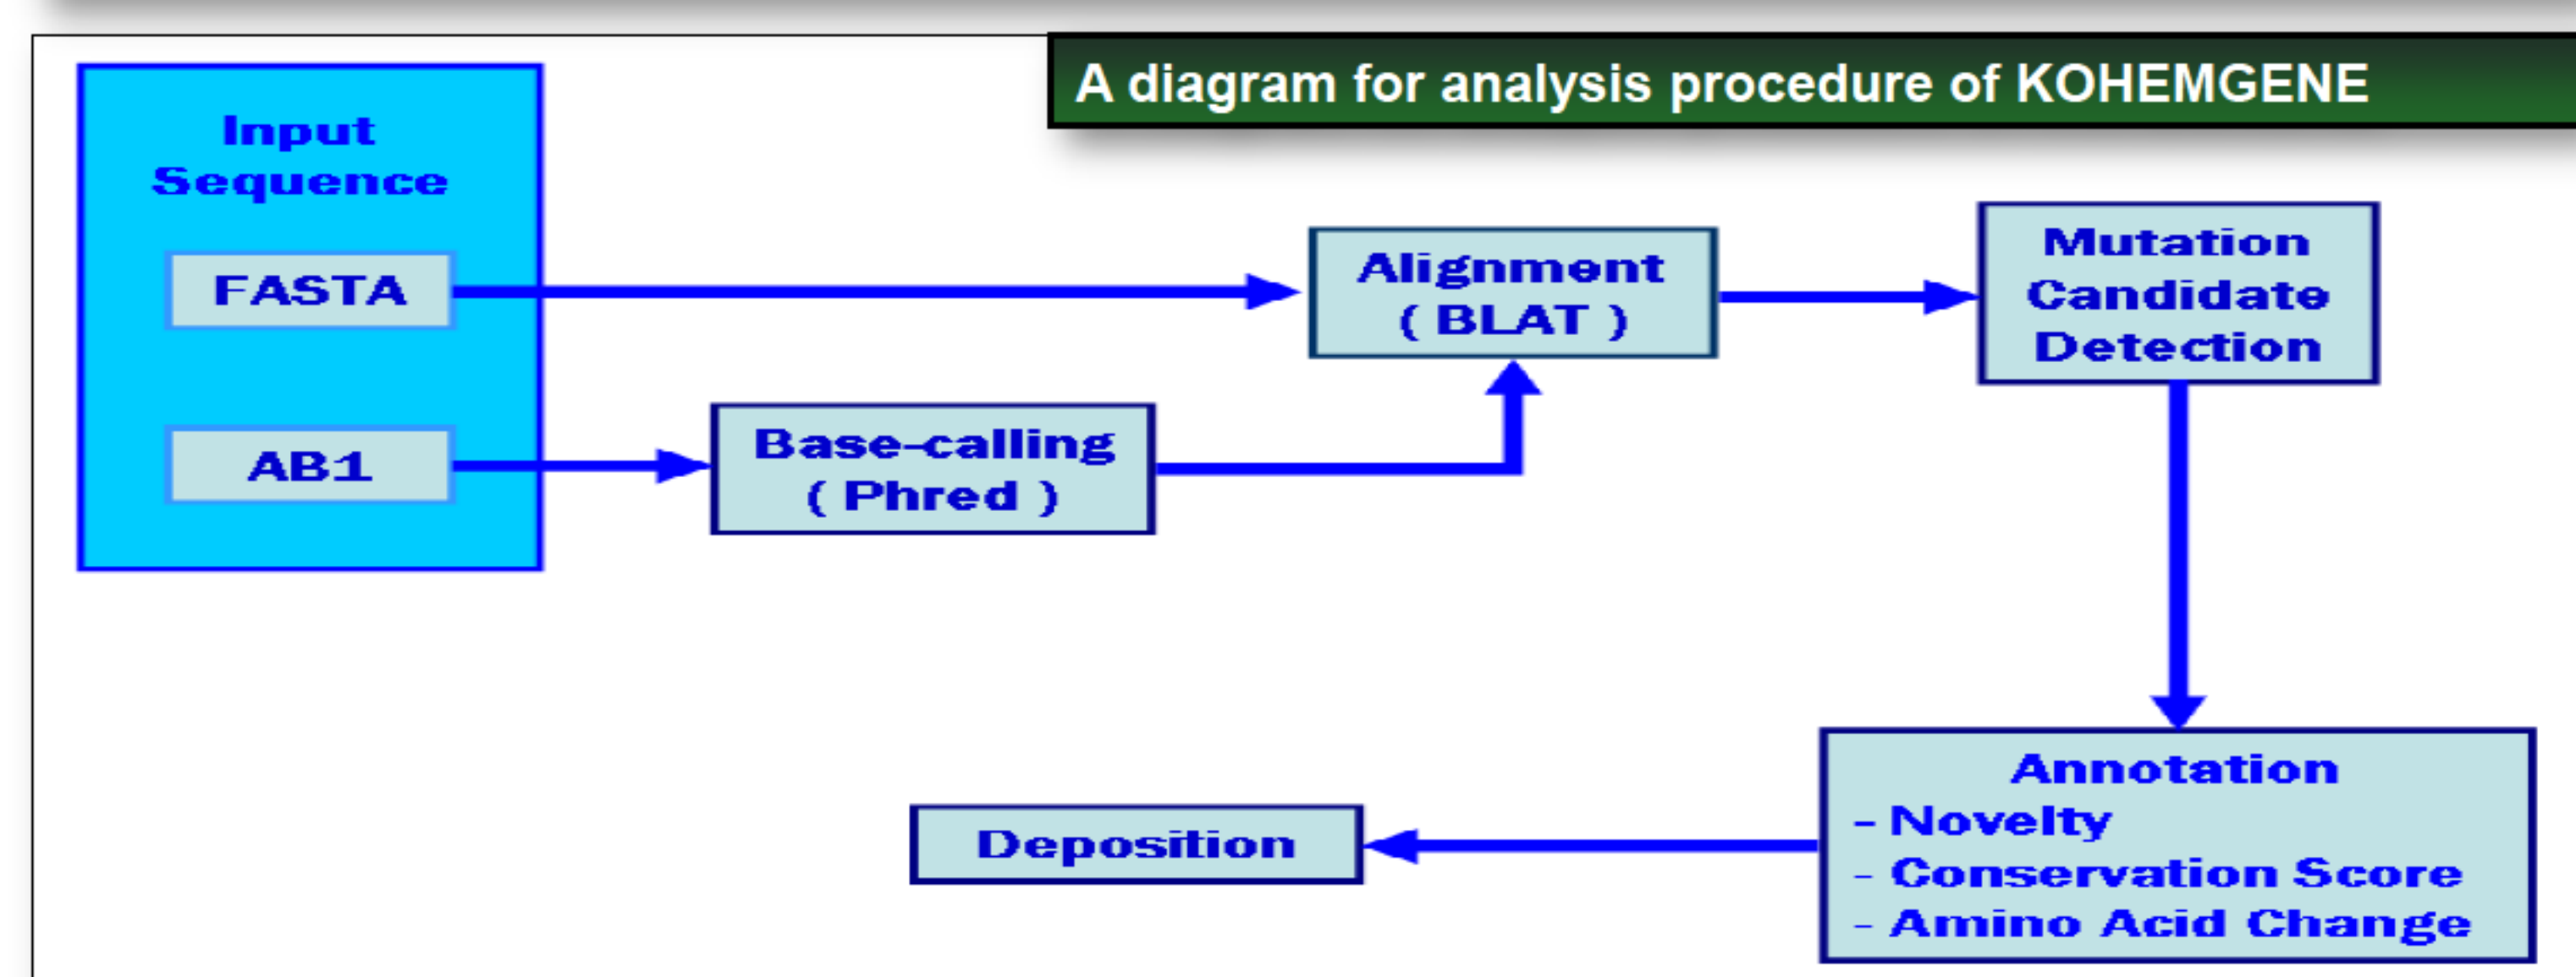 A diagram for analysis procedure of KOHEMGENE
Input
Sequence
FASTA
AB1
Base-calling
( Phred )
Alignment
( BLAT )
Mutation
Candidate
Detection
Annotation
- Novelty
- Conservation Score
- Amino Acid Change
Deposition